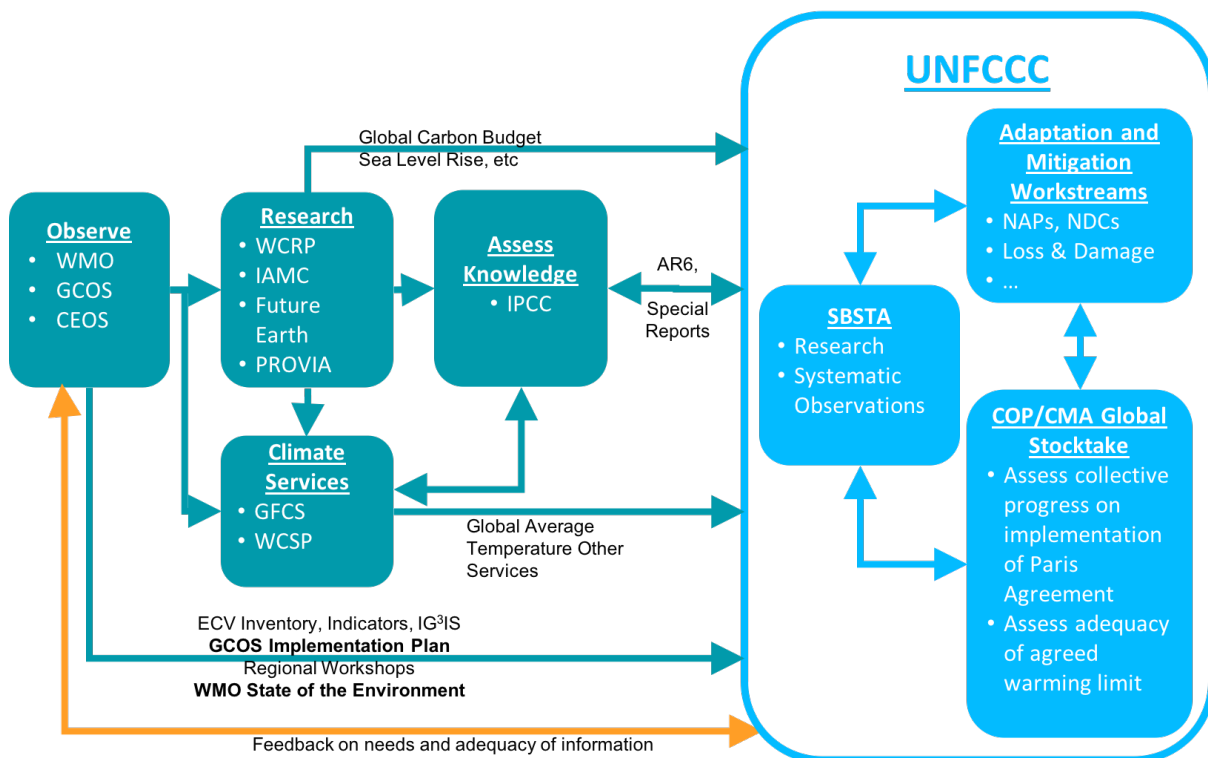 UNFCCC
Global Carbon Budget
Sea Level Rise, etc
Observe
• WMO
• GCOS
• CEOS
Research
• WCRP
• IAMC
• Future
Earth
• PROVIA
Assess
Knowledge
• IPCC
AR6,
Special
Reports
Climate
Services
• GFCS
• WCSP
Global Average
Temperature Other
Services
ECV Inventory, Indicators, IG³IS
GCOS Implementation Plan
Regional Workshops
WMO State of the Environment
Feedback on needs and adequacy of information
SBSTA
• Research
• Systematic
Observations
Adaptation and
Mitigation
Workstreams
• NAPs, NDCs
• Loss & Damage
• ...
COP/CMA Global
Stocktake
• Assess collective
progress on
implementation
of Paris
Agreement
• Assess adequacy
of agreed
warming limit